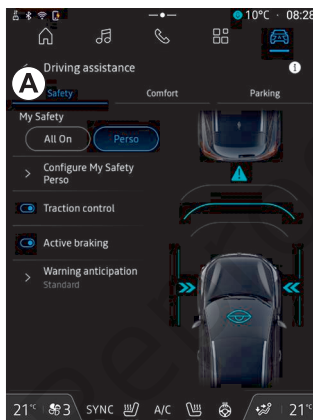 10°C · 08:28
Driving assistance
A
Safety Comfort Parking
My Safety
All On Perso
Configure My Safety
Perso
Traction control
Active braking
Warning anticipation
Standard
21°C 3 SYNC A/C 21°C